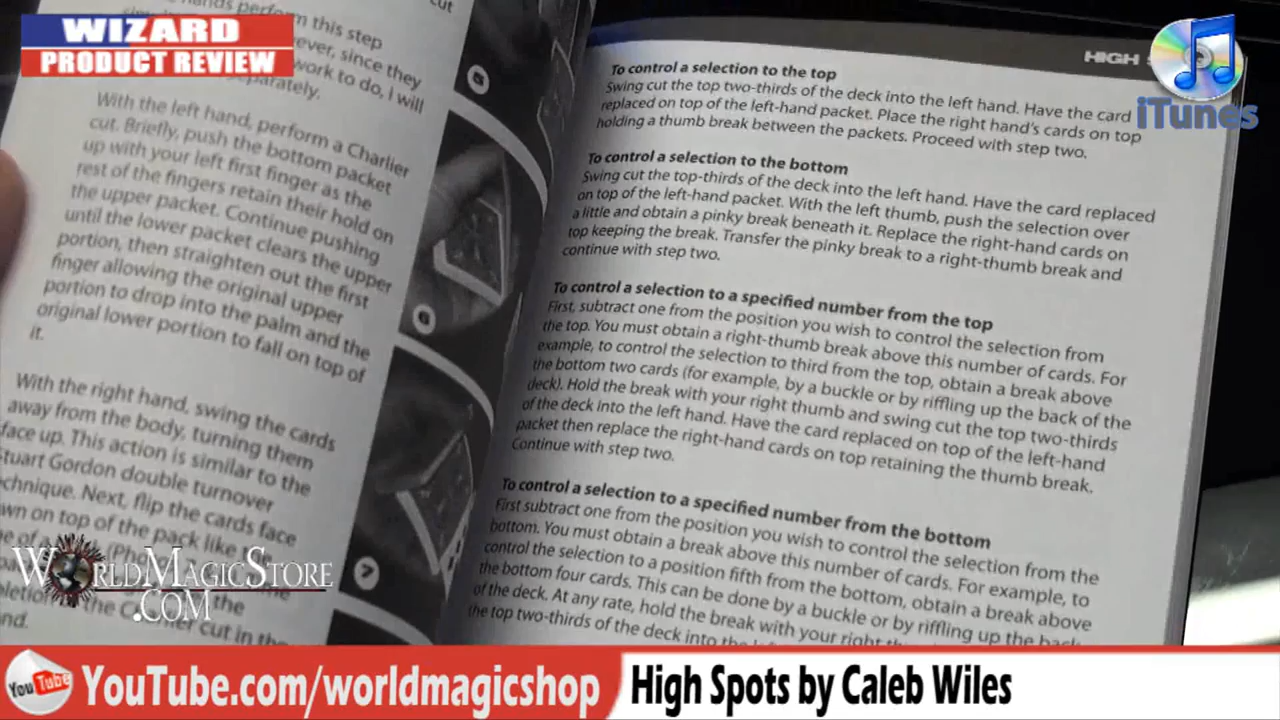 WIZARD
PRODUCT REVIEW
iTunes
cut
hands perform this step
ever, since they
work to do, I will
separately.
With the left hand, perform a Charlier
cut. Briefly, push the bottom packet
up with your left first finger as the
rest of the fingers retain their hold on
the upper packet. Continue pushing
until the lower packet clears the upper
portion, then straighten out the first
finger allowing the original upper
portion to drop into the palm and the
original lower portion to fall on top of
it.
With the right hand, swing the cards
away from the body, turning them
face up. This action is similar to the
Stuart Gordon double turnover
technique. Next, flip the cards face
down on top of the pack like the
the Charlier cut in the
5
6
7
HIGH
To control a selection to the top
Swing cut the top two-thirds of the deck into the left hand. Have the card
replaced on top of the left-hand packet. Place the right hand's cards on top
holding a thumb break between the packets. Proceed with step two.
To control a selection to the bottom
Swing cut the top-thirds of the deck into the left hand. Have the card replaced
on top of the left-hand packet. With the left thumb, push the selection over
a little and obtain a pinky break beneath it. Replace the right-hand cards on
top keeping the break. Transfer the pinky break to a right-thumb break and
continue with step two.
To control a selection to a specified number from the top
First, subtract one from the position you wish to control the selection from
the top. You must obtain a right-thumb break above this number of cards. For
example, to control the selection to third from the top, obtain a break above
the bottom two cards (for example, by a buckle or by riffling up the back of the
deck). Hold the break with your right thumb and swing cut the top two-thirds
of the deck into the left hand. Have the card replaced on top of the left-hand
packet then replace the right-hand cards on top retaining the thumb break.
Continue with step two.
To control a selection to a specified number from the bottom
First subtract one from the position you wish to control the selection from the
bottom. You must obtain a break above this number of cards. For example, to
control the selection to a position fifth from the bottom, obtain a break above
the bottom four cards. This can be done by a buckle or by riffling up the back
of the deck. At any rate, hold the break with your right thumb
the top two-thirds of the deck into the
WORLDMAGICSTORE
.COM
You Tube
YouTube.com/worldmagicshop
High Spots by Caleb Wiles